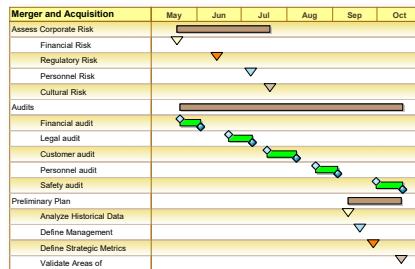 Merger and Acquisition May Jun Jul Aug Sep Oct
Assess Corporate Risk
Financial Risk
Regulatory Risk
Personnel Risk
Cultural Risk
Audits
Financial audit
Legal audit
Customer audit
Personnel audit
Safety audit
Preliminary Plan
Analyze Historical Data
Define Management
Define Strategic Metrics
Validate Areas of